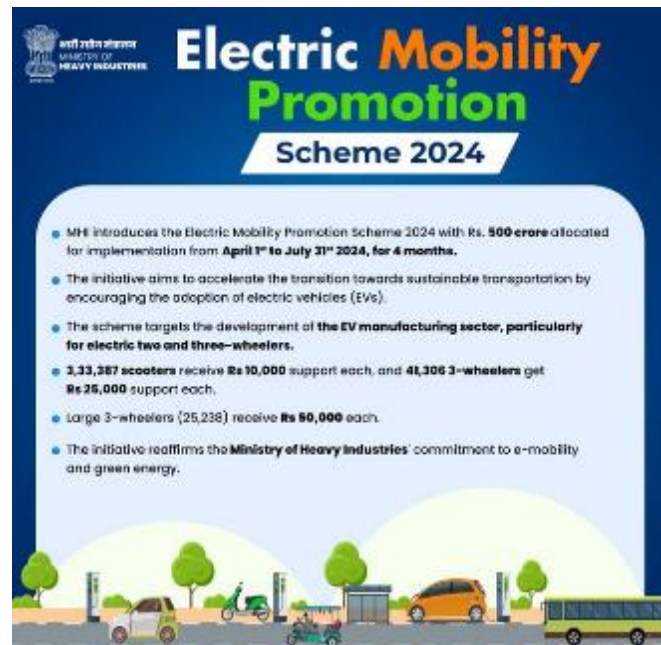 भारी उद्योग मंत्रालय
MINISTRY OF
HEAVY INDUSTRIES
Electric Mobility
Promotion
Scheme 2024
MHI introduces the Electric Mobility Promotion Scheme 2024 with Rs. 500 crore allocated
for implementation from April 1st to July 31st 2024, for 4 months.
The initiative aims to accelerate the transition towards sustainable transportation by
encouraging the adoption of electric vehicles (EVs).
The scheme targets the development of the EV manufacturing sector, particularly
for electric two and three-wheelers.
3,33,387 scooters receive Rs 10,000 support each, and 41,306 3-wheelers get
Rs 25,000 support each.
Large 3-wheelers (25,238) receive Rs 50,000 each.
The initiative reaffirms the Ministry of Heavy Industries' commitment to e-mobility
and green energy.